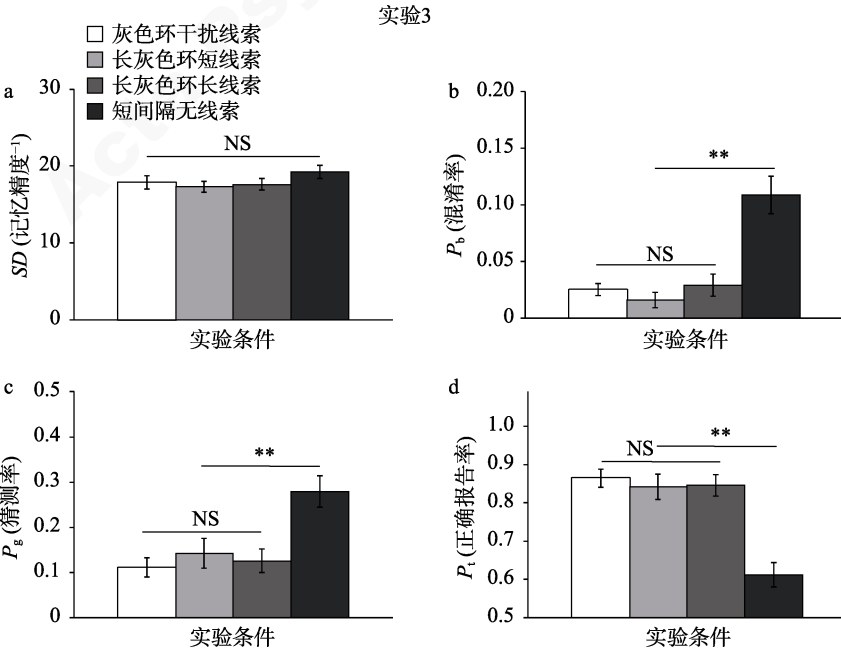 实验3
灰色环干扰线索
长灰色环短线索
长灰色环长线索
短间隔无线索
a
30
20
10
0
SD (记忆精度⁻¹)
NS
实验条件
b
0.20
0.15
0.10
0.05
0
Pb (混淆率)
**
NS
实验条件
c
0.5
0.4
0.3
0.2
0.1
0
Pg (猜测率)
**
NS
实验条件
d
1.0
0.9
0.8
0.7
0.6
0.5
Pt (正确报告率)
**
NS
实验条件